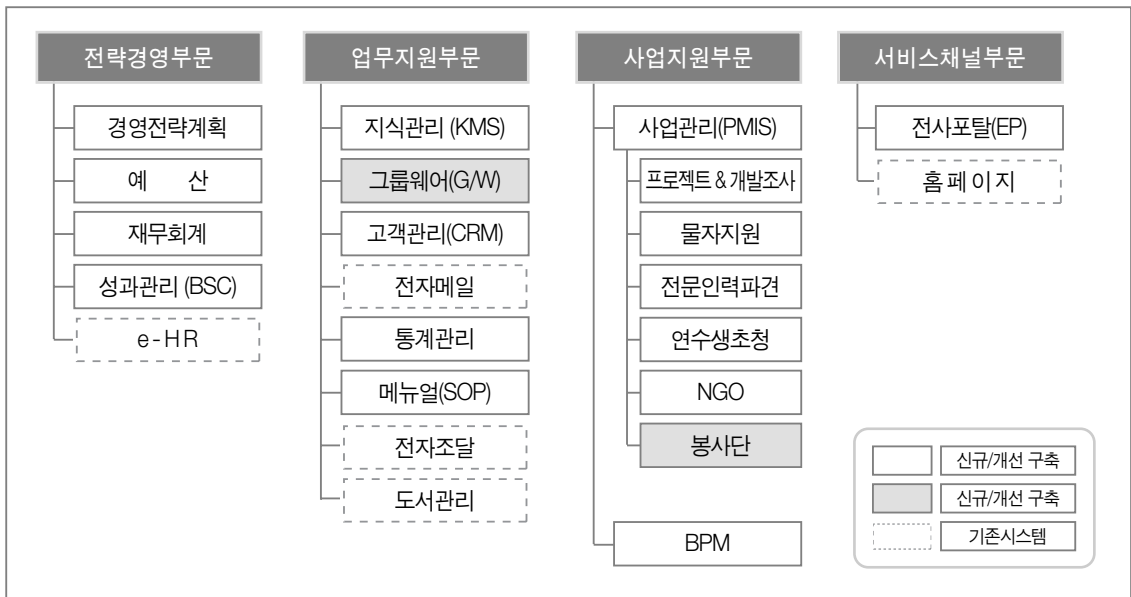 전략경영부문
경영전략계획
예 산
재무회계
성과관리 (BSC)
e-HR
업무지원부문
지식관리 (KMS)
그룹웨어(G/W)
고객관리(CRM)
전자메일
통계관리
메뉴얼(SOP)
전자조달
도서관리
사업지원부문
사업관리(PMIS)
프로젝트 & 개발조사
물자지원
전문인력파견
연수생초청
NGO
봉사단
BPM
서비스채널부문
전사포탈(EP)
홈페이지
신규/개선 구축
신규/개선 구축
기존시스템